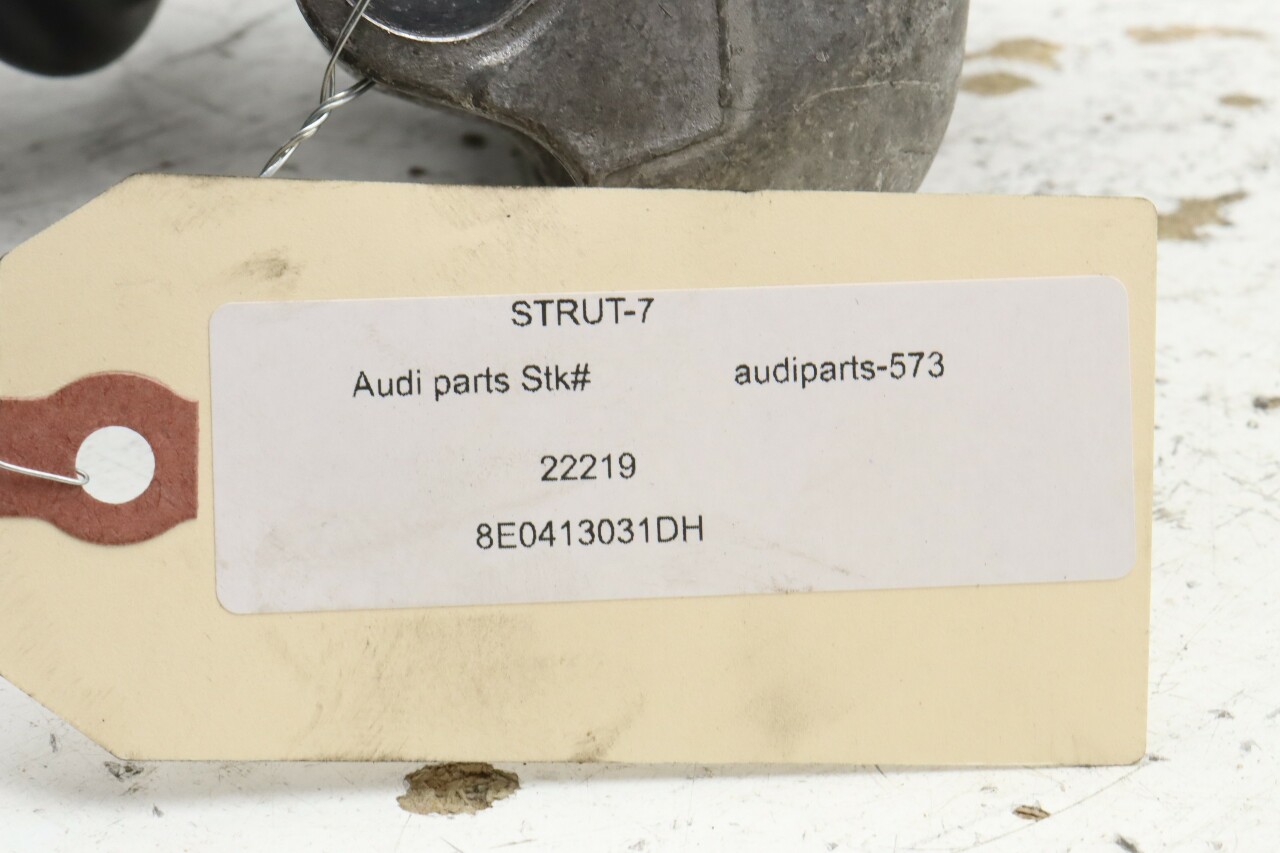 STRUT-7
Audi parts Stk# audiparts-573
22219
8E0413031DH